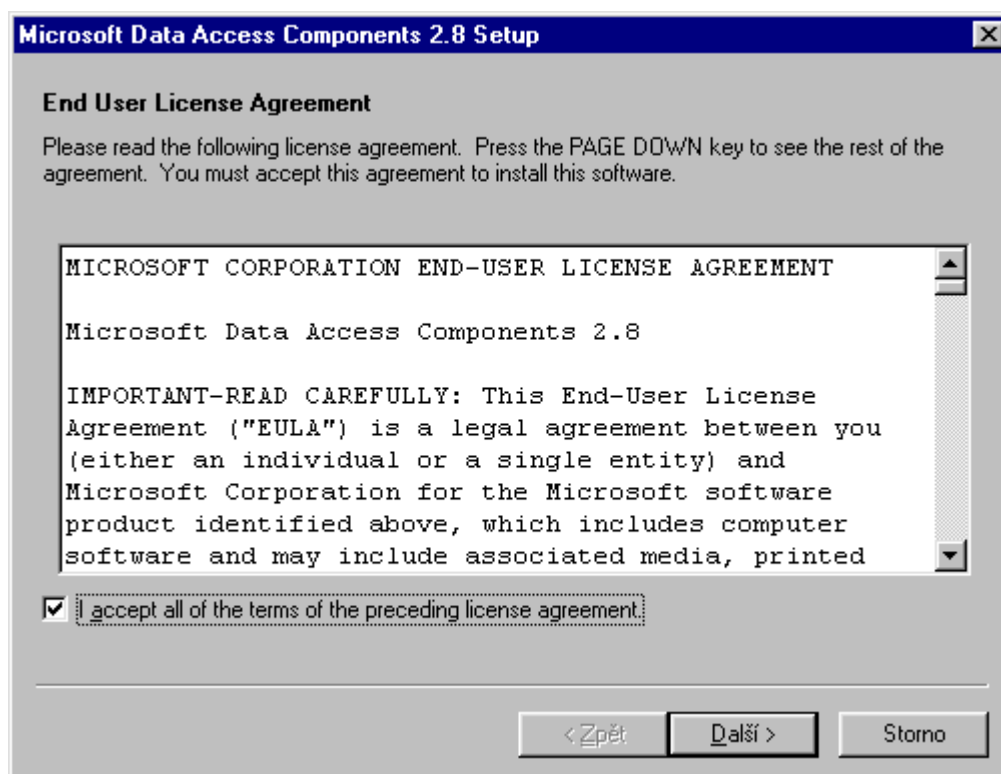 Microsoft Data Access Components 2.8 Setup
End User License Agreement
Please read the following license agreement. Press the PAGE DOWN key to see the rest of the
agreement. You must accept this agreement to install this software.
MICROSOFT CORPORATION END-USER LICENSE AGREEMENT
Microsoft Data Access Components 2.8
IMPORTANT-READ CAREFULLY: This End-User License
Agreement ("EULA") is a legal agreement between you
(either an individual or a single entity) and
Microsoft Corporation for the Microsoft software
product identified above, which includes computer
software and may include associated media, printed
I accept all of the terms of the preceding license agreement.
< Zpět
Další >
Storno